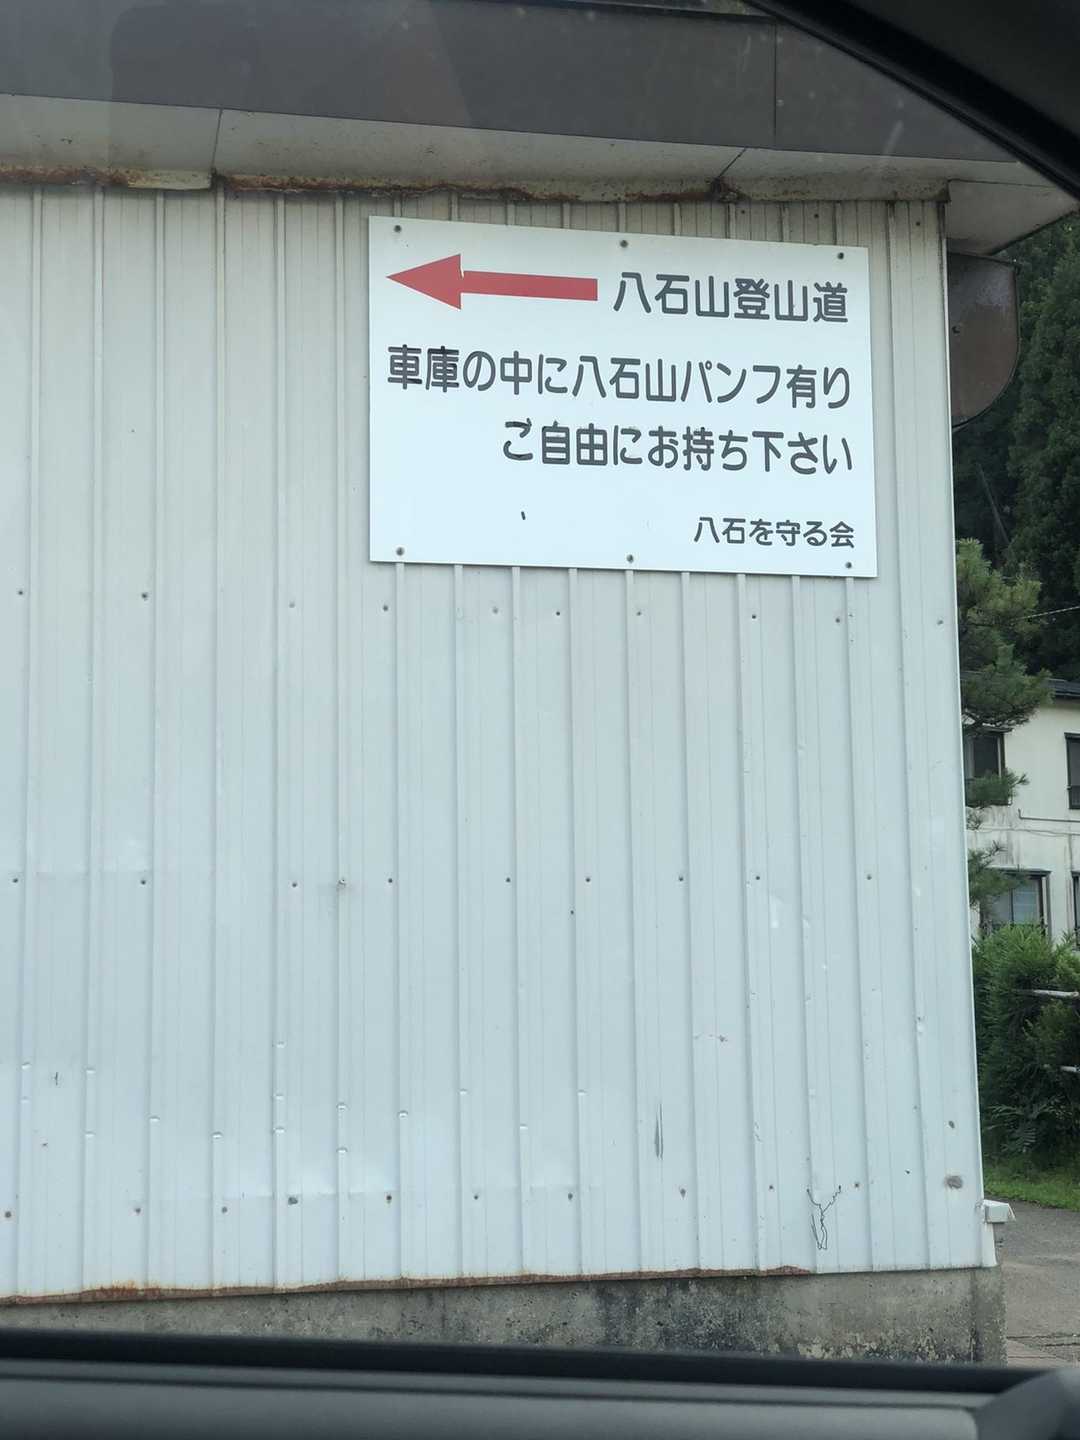 八石山登山道
車庫の中に八石山パンフ有り
ご自由にお持ち下さい
八石を守る会